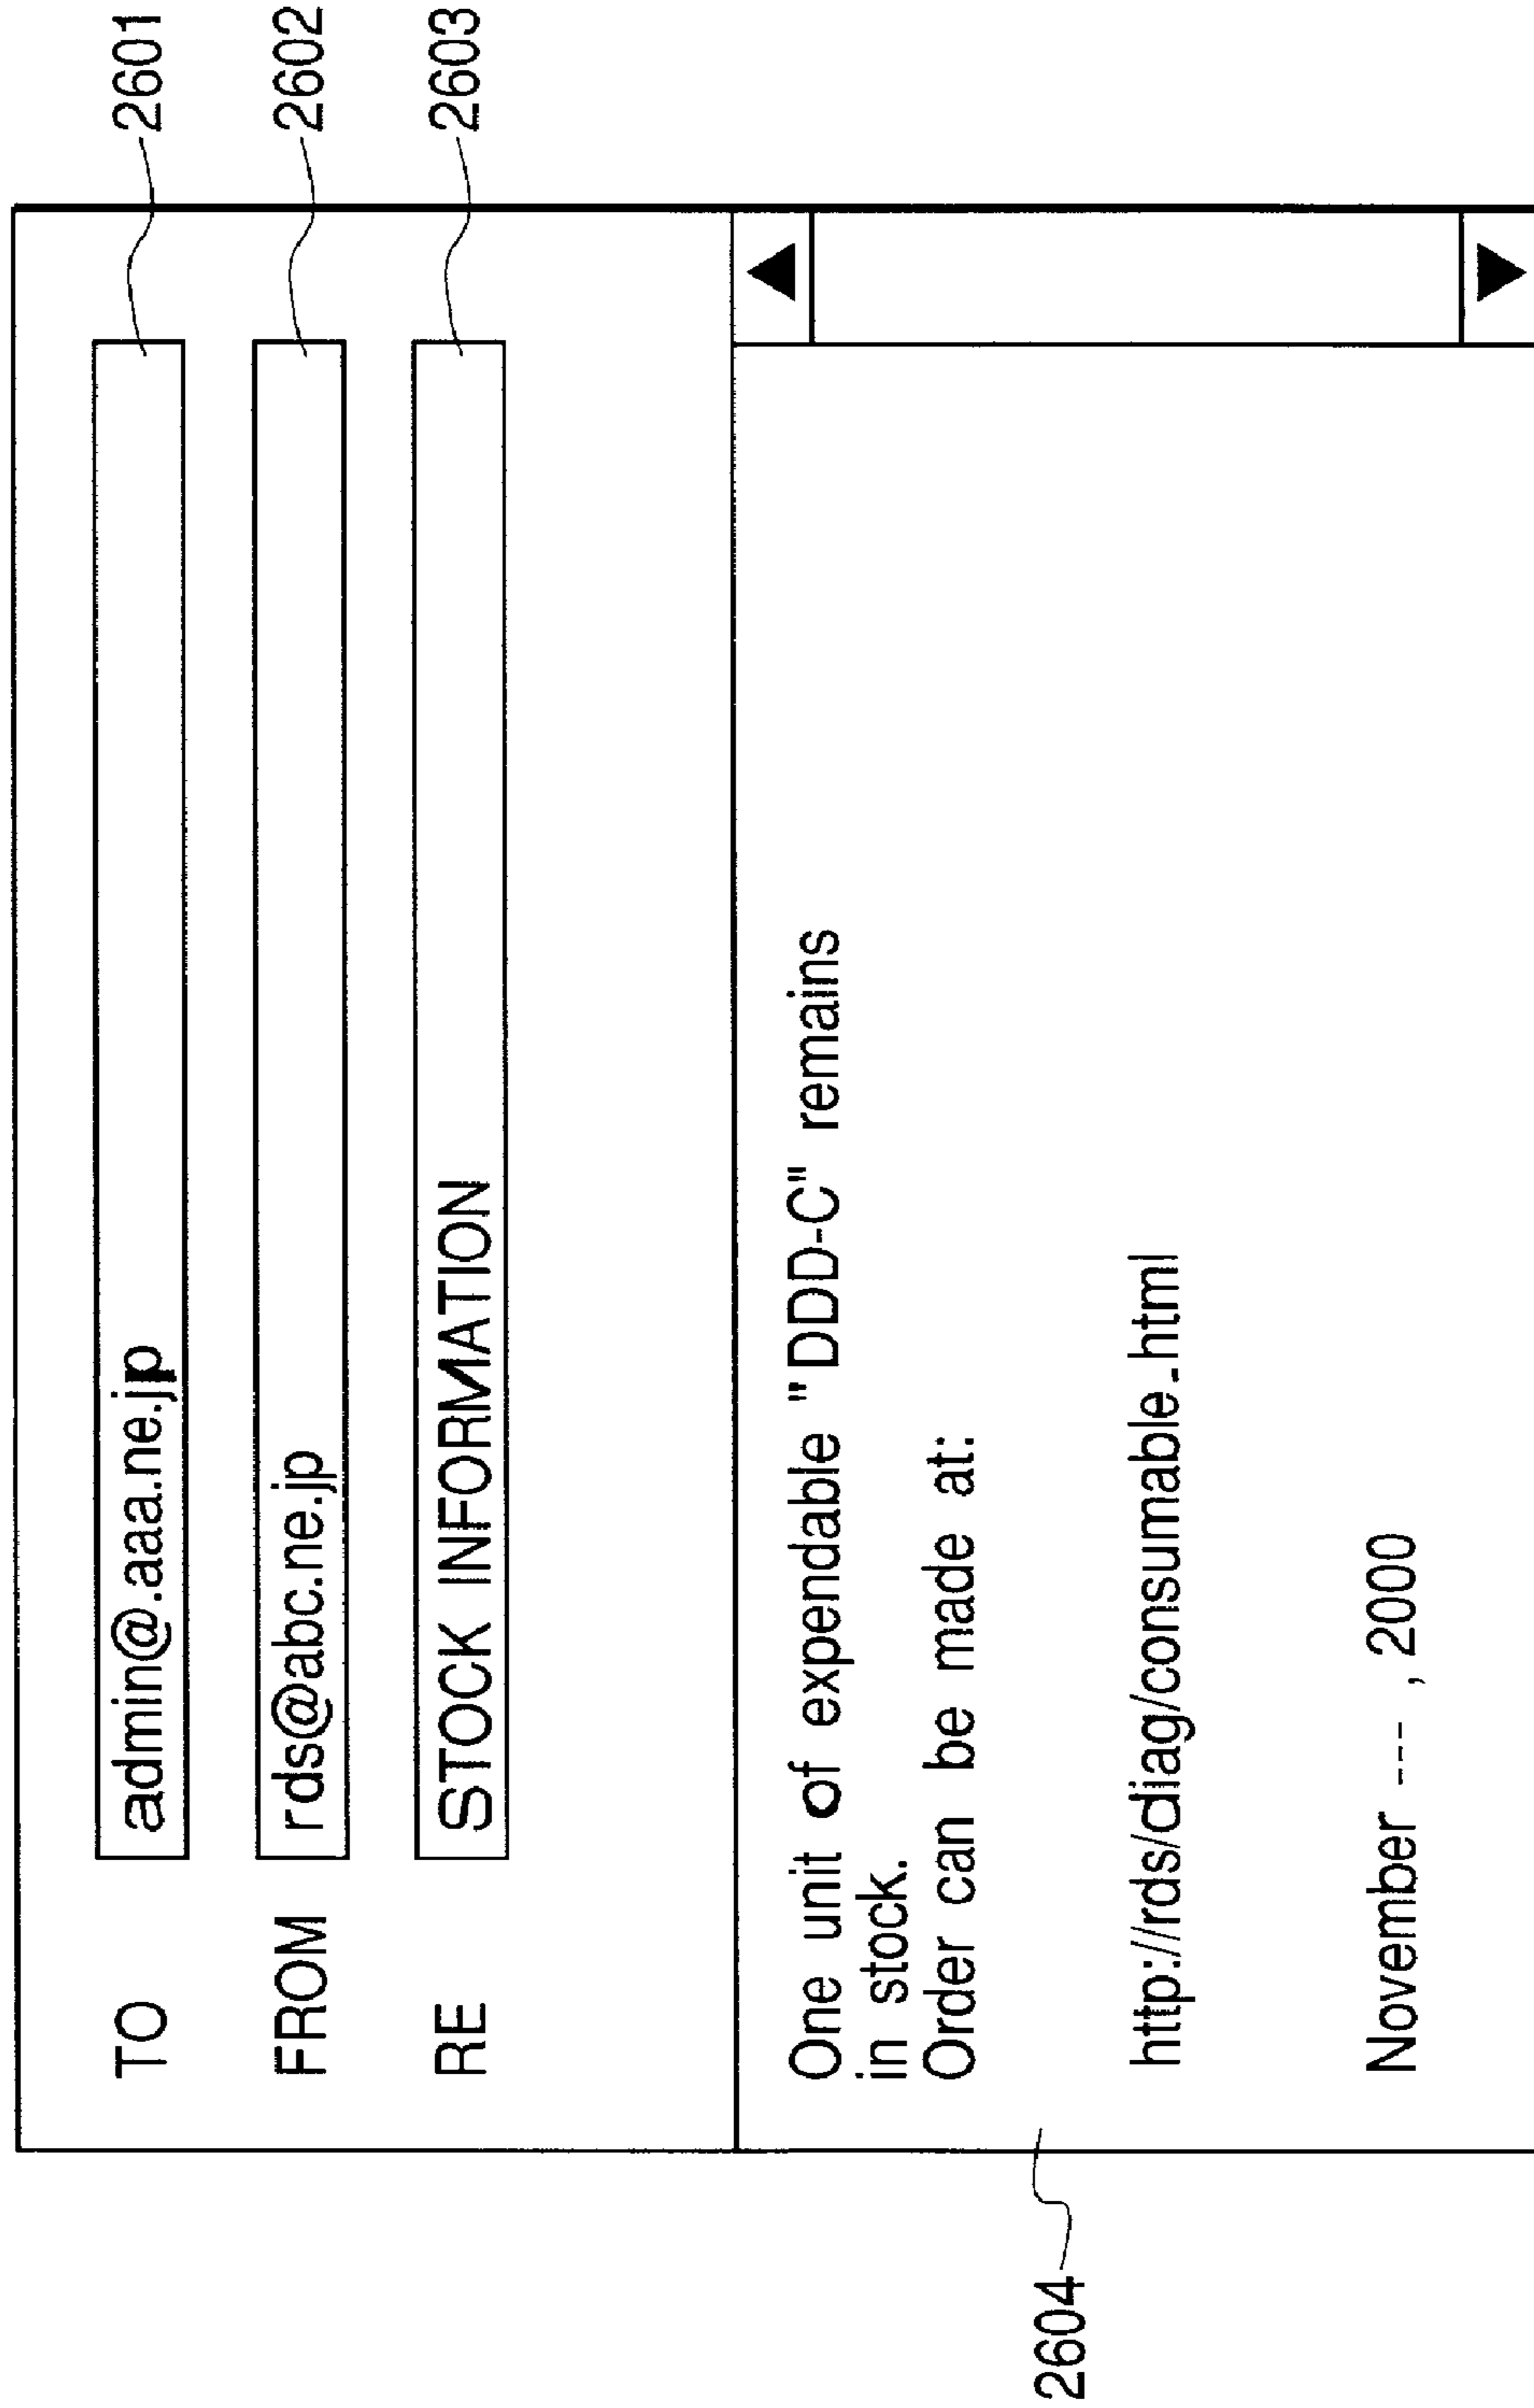 TO admin@.aaa.ne.jp 2601
FROM rds@abc.ne.jp 2602
RE STOCK INFORMATION 2603
One unit of expendable "DDD-C" remains
in stock.
Order can be made at:
2604
http://rds/diag/consumable.html
November --- , 2000